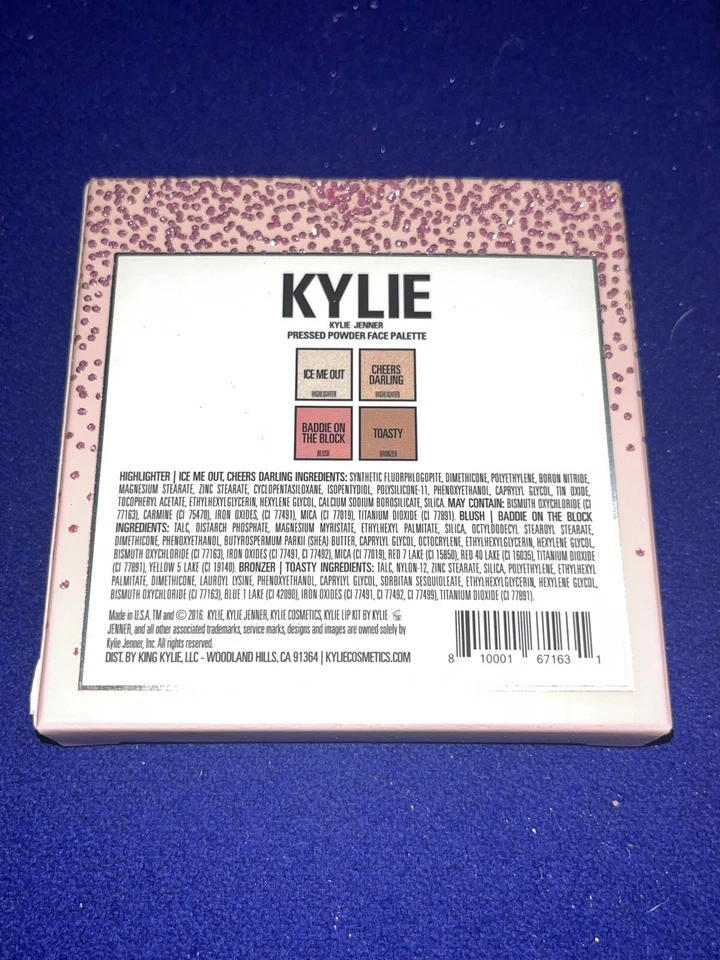 KYLIE
KYLIE JENNER
PRESSED POWDER FACE PALETTE
ICE ME OUT
HIGHLIGHTER
CHEERS
DARLING
HIGHLIGHTER
BADDIE ON
THE BLOCK
BLUSH
TOASTY
BRONZER
HIGHLIGHTER | ICE ME OUT, CHEERS DARLING INGREDIENTS: SYNTHETIC FLUORPHLOGOPITE, DIMETHICONE, POLYETHYLENE, BORON NITRIDE,
MAGNESIUM STEARATE, ZINC STEARATE, CYCLOPENTASILOXANE, ISOPENTYDIOL, POLYSILICONE-11, PHENOXYETHANOL, CAPRYLYL GLYCOL, TIN OXIDE,
TOCOPHERYL ACETATE, ETHYLHEXYLGLYCERIN, HEXYLENE GLYCOL, CALCIUM SODIUM BOROSILICATE, SILICA. MAY CONTAIN: BISMUTH OXYCHLORIDE (CI
77163), CARMINE (CI 75470), IRON OXIDES, (CI 77491), MICA (CI 77019), TITANIUM DIOXIDE (CI 77891). BLUSH | BADDIE ON THE BLOCK
INGREDIENTS: TALC, DISTARCH PHOSPHATE, MAGNESIUM MYRISTATE, ETHYLHEXYL PALMITATE, SILICA, OCTYLDODECYL STEAROYL STEARATE,
DIMETHICONE, PHENOXYETHANOL, BUTYROSPERMUM PARKII (SHEA) BUTTER, CAPRYLYL GLYCOL, OCTOCRYLENE, ETHYLHEXYLGLYCERIN, HEXYLENE GLYCOL,
BISMUTH OXYCHLORIDE (CI 77163), IRON OXIDES (CI 77491, CI 77492), MICA (CI 77019), RED 7 LAKE (CI 15850), RED 40 LAKE (CI 16035), TITANIUM DIOXIDE
(CI 77891), YELLOW 5 LAKE (CI 19140). BRONZER | TOASTY INGREDIENTS: TALC, NYLON-12, ZINC STEARATE, SILICA, POLYETHYLENE, ETHYLHEXYL
PALMITATE, DIMETHICONE, LAUROYL LYSINE, PHENOXYETHANOL, CAPRYLYL GLYCOL, SORBITAN SESQUIOLEATE, ETHYLHEXYLGLYCERIN, HEXYLENE GLYCOL,
BISMUTH OXYCHLORIDE (CI 77163), BLUE 1 LAKE (CI 42090), IRON OXIDES (CI 77491, CI 77492, CI 77499), TITANIUM DIOXIDE (CI 77891).
Made in U.S.A. TM and © 2016. KYLIE, KYLIE JENNER, KYLIE COSMETICS, KYLIE LIP KIT BY KYLIE
JENNER, and all other associated trademarks, service marks, designs and images are owned solely by
Kylie Jenner, Inc. All rights reserved.
DIST. BY KING KYLIE, LLC - WOODLAND HILLS, CA 91364 | KYLIECOSMETICS.COM
8 10001 67163 1